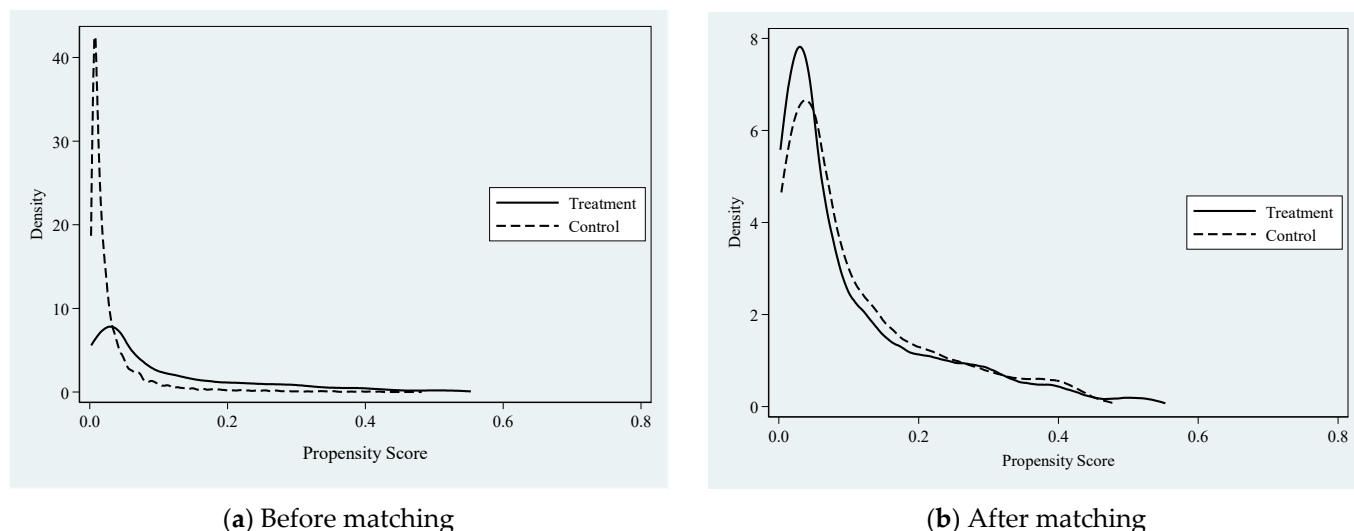 40
30
20
10
0
Density
0.0 0.2 0.4 0.6 0.8
Propensity Score
Treatment
Control
(a) Before matching
8
6
4
2
0
Density
0.0 0.2 0.4 0.6 0.8
Propensity Score
Treatment
Control
(b) After matching